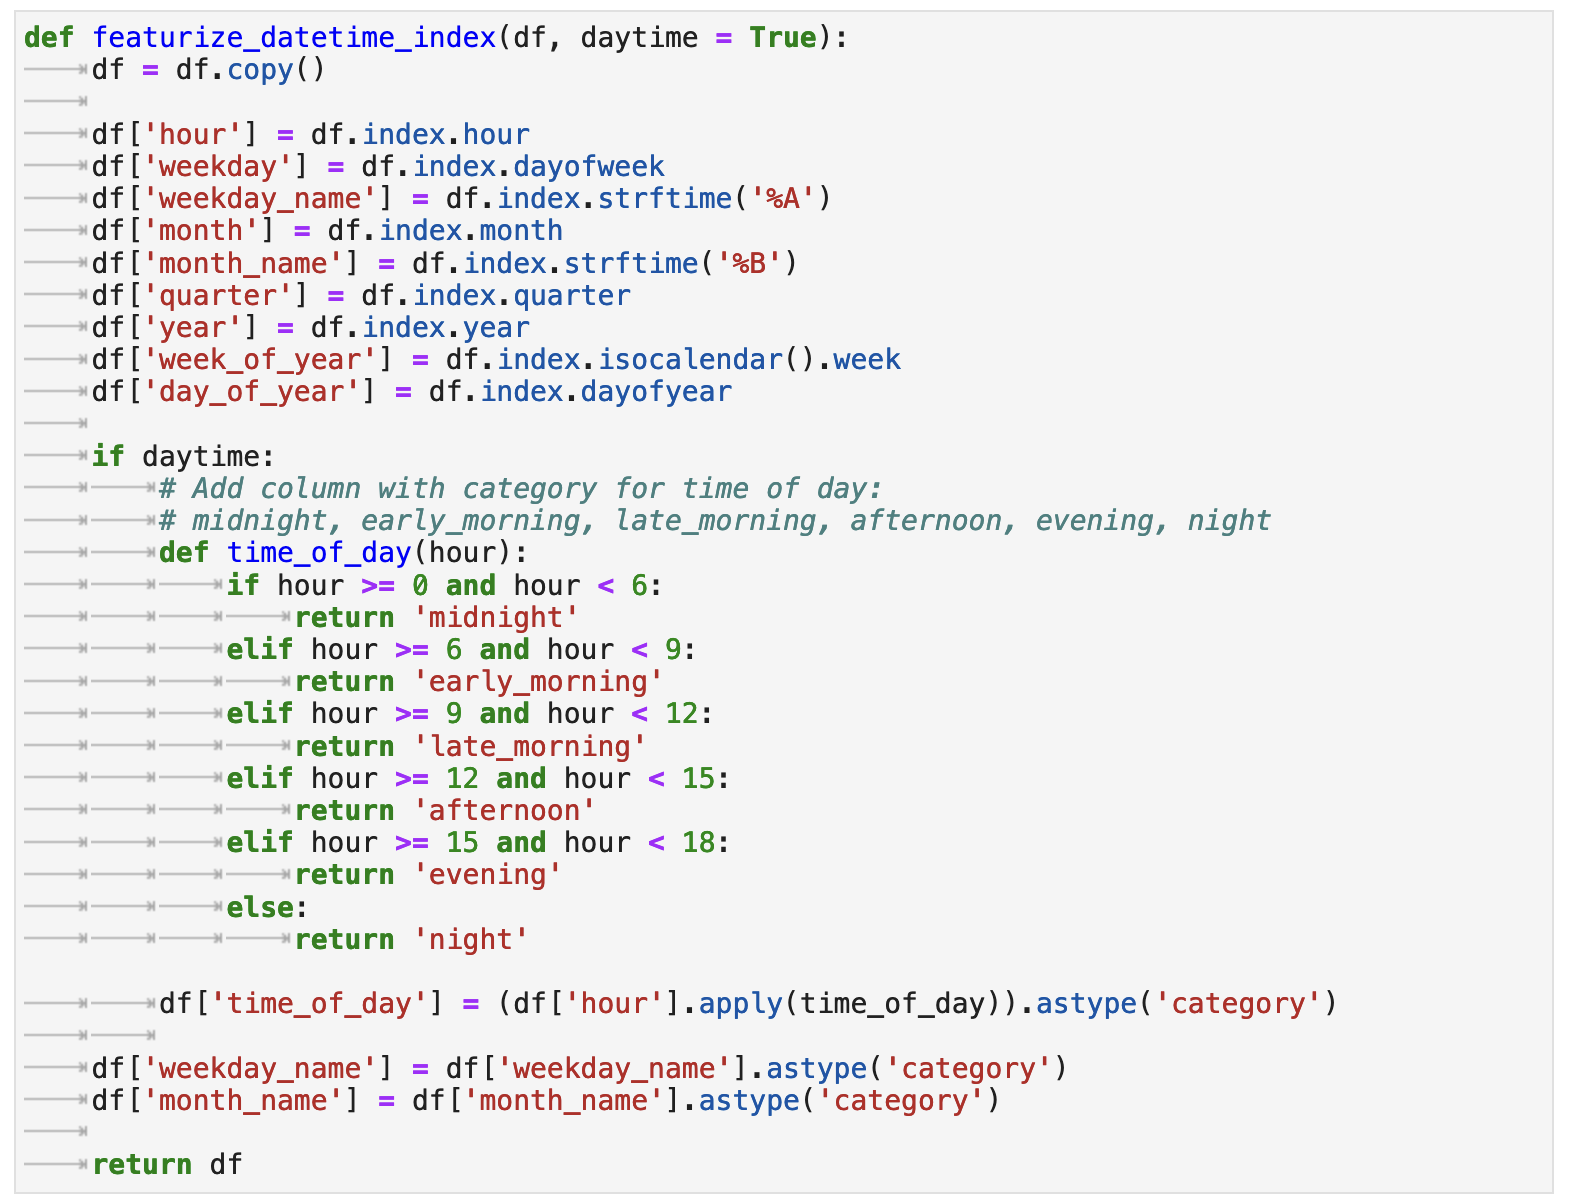 def featurize_datetime_index(df, daytime = True):
    df = df.copy()
    
    df['hour'] = df.index.hour
    df['weekday'] = df.index.dayofweek
    df['weekday_name'] = df.index.strftime('%A')
    df['month'] = df.index.month
    df['month_name'] = df.index.strftime('%B')
    df['quarter'] = df.index.quarter
    df['year'] = df.index.year
    df['week_of_year'] = df.index.isocalendar().week
    df['day_of_year'] = df.index.dayofyear
    
    if daytime:
        # Add column with category for time of day:
        # midnight, early_morning, late_morning, afternoon, evening, night
        def time_of_day(hour):
            if hour >= 0 and hour < 6:
                return 'midnight'
            elif hour >= 6 and hour < 9:
                return 'early_morning'
            elif hour >= 9 and hour < 12:
                return 'late_morning'
            elif hour >= 12 and hour < 15:
                return 'afternoon'
            elif hour >= 15 and hour < 18:
                return 'evening'
            else:
                return 'night'

        df['time_of_day'] = (df['hour'].apply(time_of_day)).astype('category')
        
    df['weekday_name'] = df['weekday_name'].astype('category')
    df['month_name'] = df['month_name'].astype('category')
    
    return df